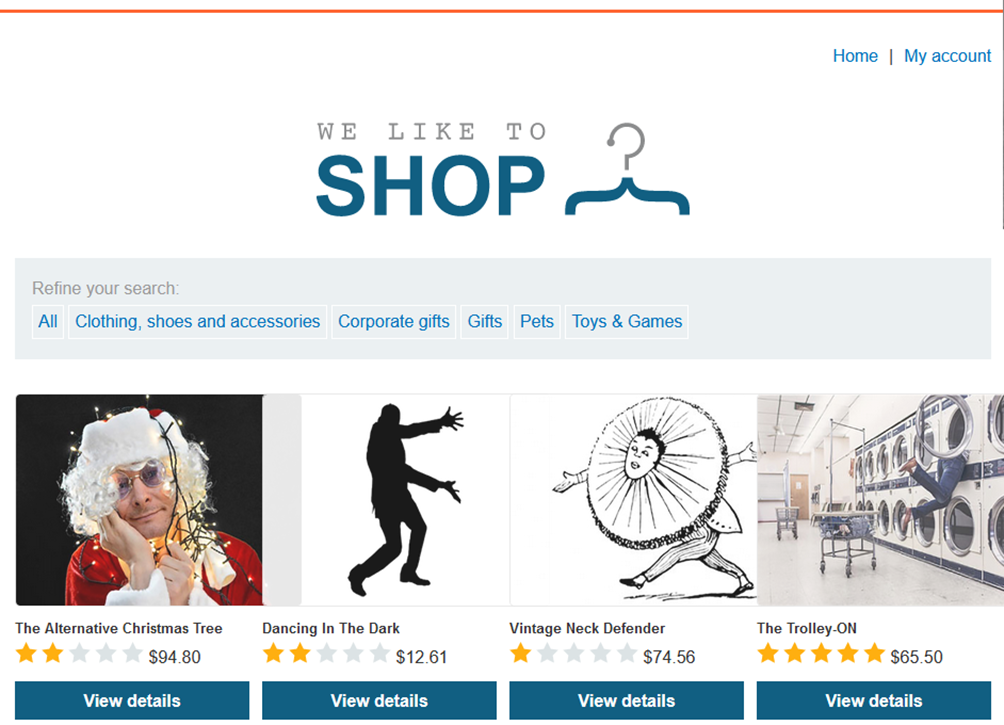 Home | My account
WE LIKE TO
SHOP
Refine your search:
All Clothing, shoes and accessories Corporate gifts Gifts Pets Toys & Games
The Alternative Christmas Tree Dancing In The Dark Vintage Neck Defender The Trolley-ON
$94.80 $12.61 $74.56 $65.50
View details View details View details View details